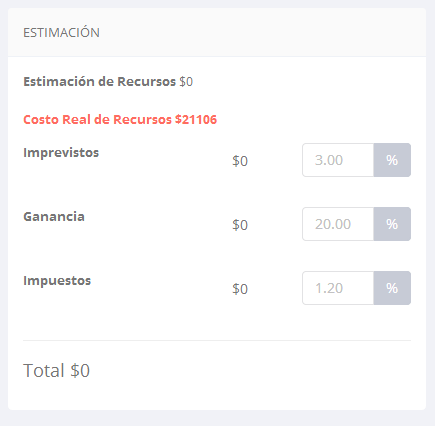 ESTIMACIÓN
Estimación de Recursos $0
Costo Real de Recursos $21106
Imprevistos $0 3.00 %
Ganancia $0 20.00 %
Impuestos $0 1.20 %
Total $0